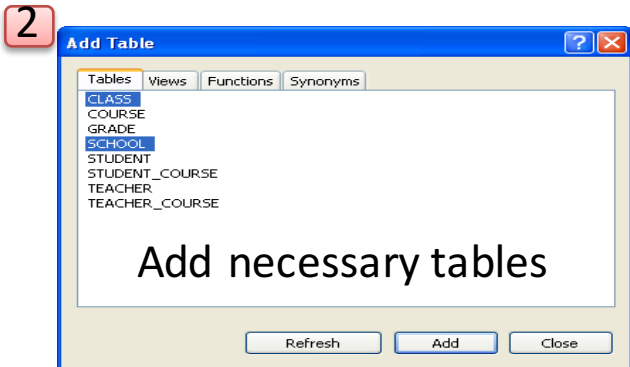 2
Add Table
Tables Views Functions Synonyms
CLASS
COURSE
GRADE
SCHOOL
STUDENT
STUDENT_COURSE
TEACHER
TEACHER_COURSE
Add necessary tables
Refresh Add Close